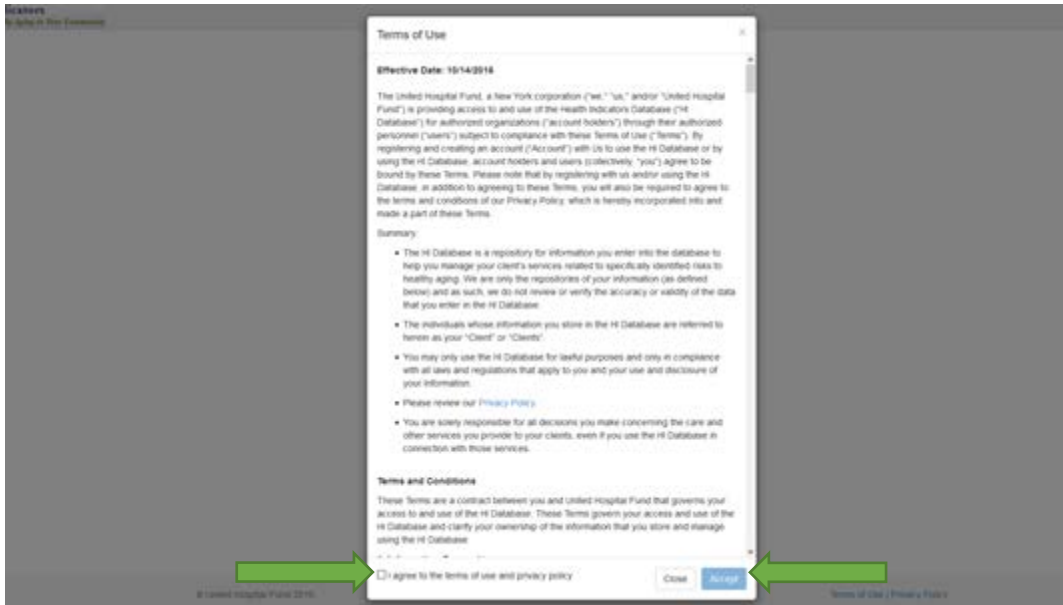 Terms of Use
×
Effective Date: 10/14/2016
The United Hospital Fund, a New York corporation ("we," "us," and/or "United Hospital
Fund") is providing access to and use of the Health Indicators Database ("HI
Database") for authorized organizations ("account holders") through their authorized
personnel ("users") subject to compliance with these Terms of Use ("Terms"). By
registering and creating an account ("Account") with Us to use the HI Database or by
using the HI Database, account holders and users (collectively, "you") agree to be
bound by these Terms. Please note that by registering with us and/or using the HI
Database, in addition to agreeing to these Terms, you will also be required to agree to
the terms and conditions of our Privacy Policy, which is hereby incorporated into and
made a part of these Terms.
Summary:
• The HI Database is a repository for information you enter into the database to
help you manage your client's services related to specifically identified risks to
healthy aging. We are only the repositories of your information (as defined
below) and as such, we do not review or verify the accuracy or validity of the data
that you enter in the HI Database.
• The individuals whose information you store in the HI Database are referred to
herein as your "Client" or "Clients".
• You may only use the HI Database for lawful purposes and only in compliance
with all laws and regulations that apply to you and your use and disclosure of
your information.
• Please review our Privacy Policy.
• You are solely responsible for all decisions you make concerning the care and
other services you provide to your clients, even if you use the HI Database in
connection with those services.
Terms and Conditions
These Terms are a contract between you and United Hospital Fund that governs your
access to and use of the HI Database. These Terms govern your access and use of the
HI Database and clarify your ownership of the information that you store and manage
using the HI Database.
I agree to the terms of use and privacy policy
Close
Accept
© United Hospital Fund 2016
Terms of Use | Privacy Policy